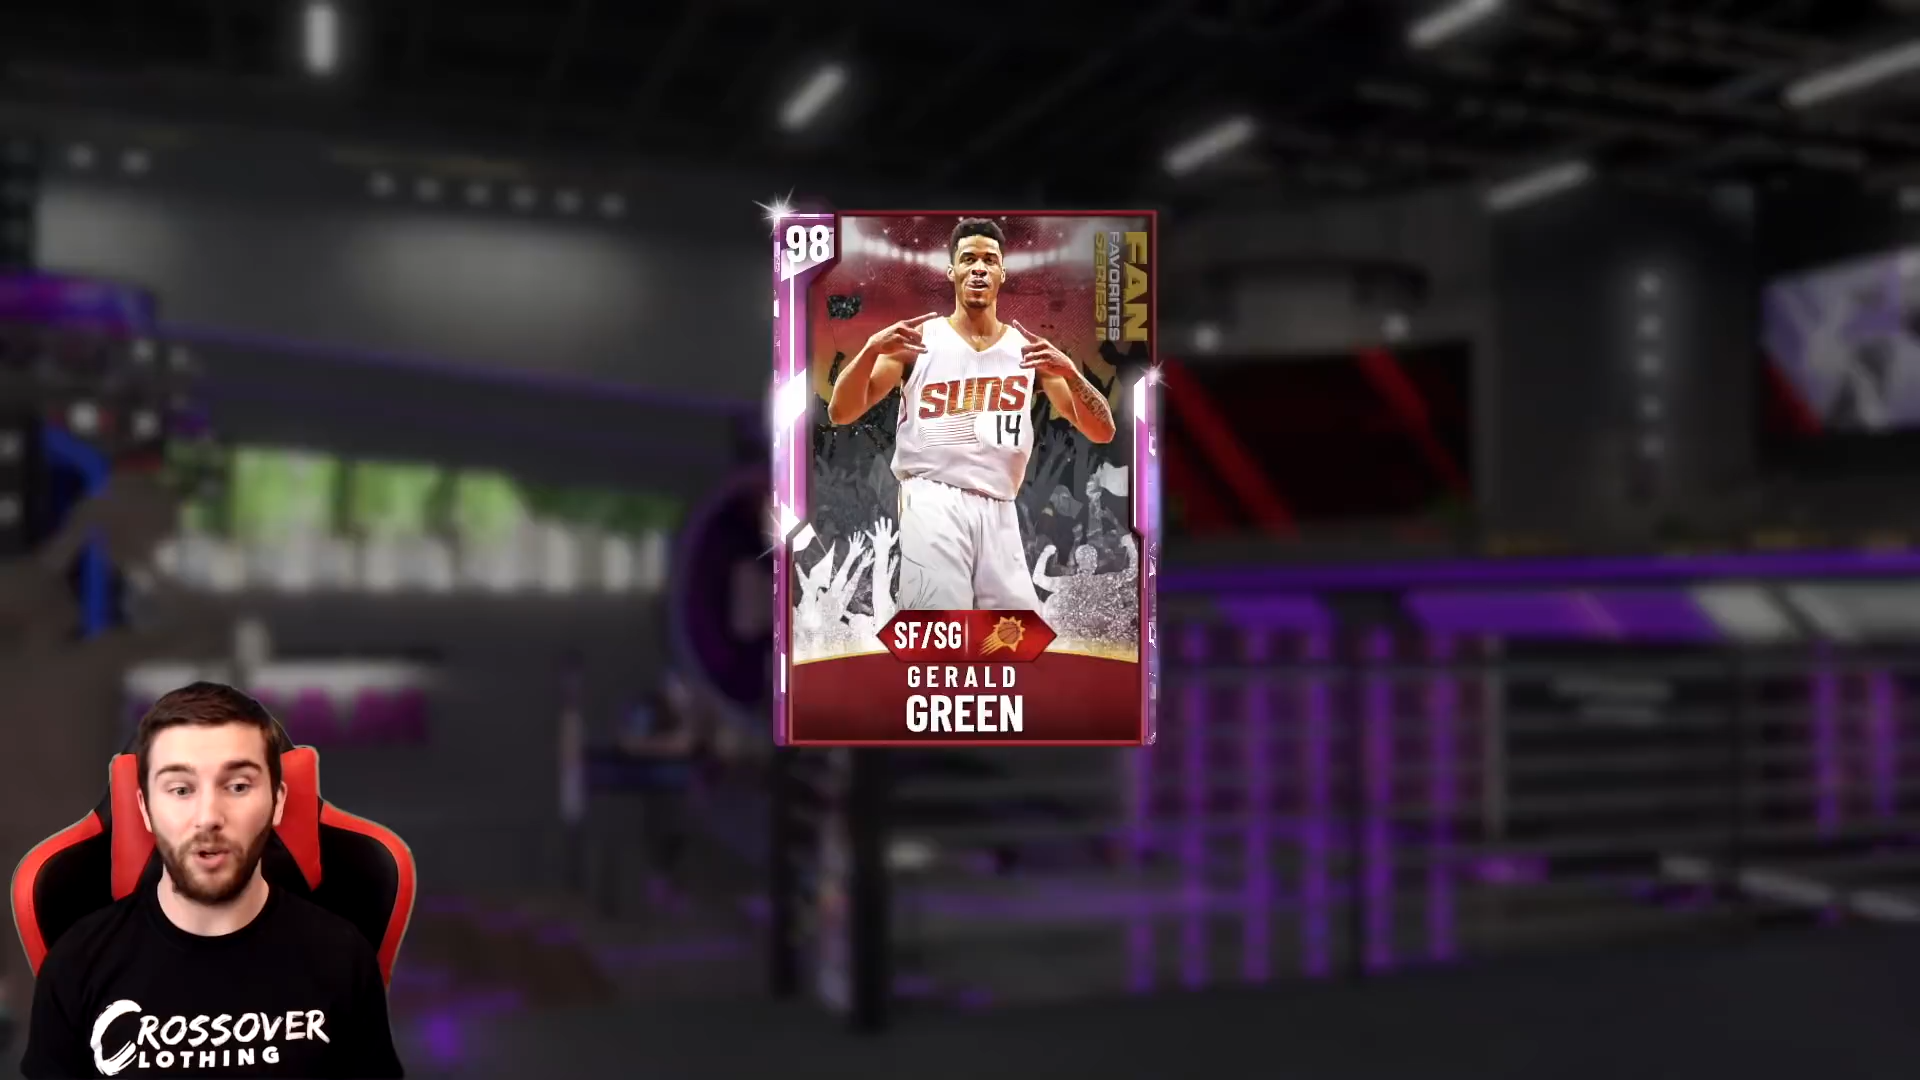 98
FAN
FAVORITES
SERIES II
SUNS
14
SF/SG
GERALD
GREEN
CROSSOVER
CLOTHING